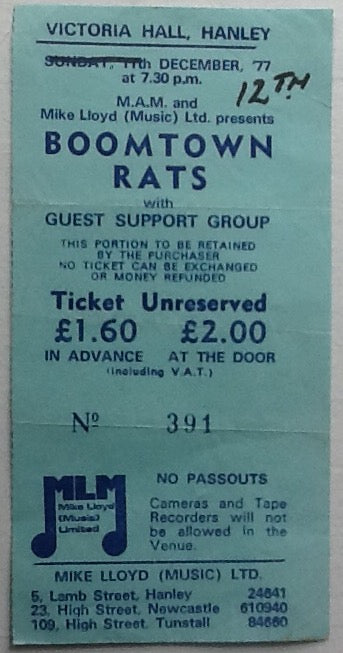 VICTORIA HALL, HANLEY
SUNDAY, 11th DECEMBER, '77
12TH
at 7.30 p.m.
M.A.M. and
Mike Lloyd (Music) Ltd. presents
BOOMTOWN
RATS
with
GUEST SUPPORT GROUP
THIS PORTION TO BE RETAINED
BY THE PURCHASER
NO TICKET CAN BE EXCHANGED
OR MONEY REFUNDED
Ticket Unreserved
£1.60 £2.00
IN ADVANCE AT THE DOOR
(including V.A.T.)
No 391
MLM
Mike Lloyd
(Music)
Limited
NO PASSOUTS
Cameras and Tape
Recorders will not
be allowed in the
Venue.
MIKE LLOYD (MUSIC) LTD.
5, Lamb Street, Hanley 24641
23, High Street, Newcastle 610940
109, High Street, Tunstall 84660